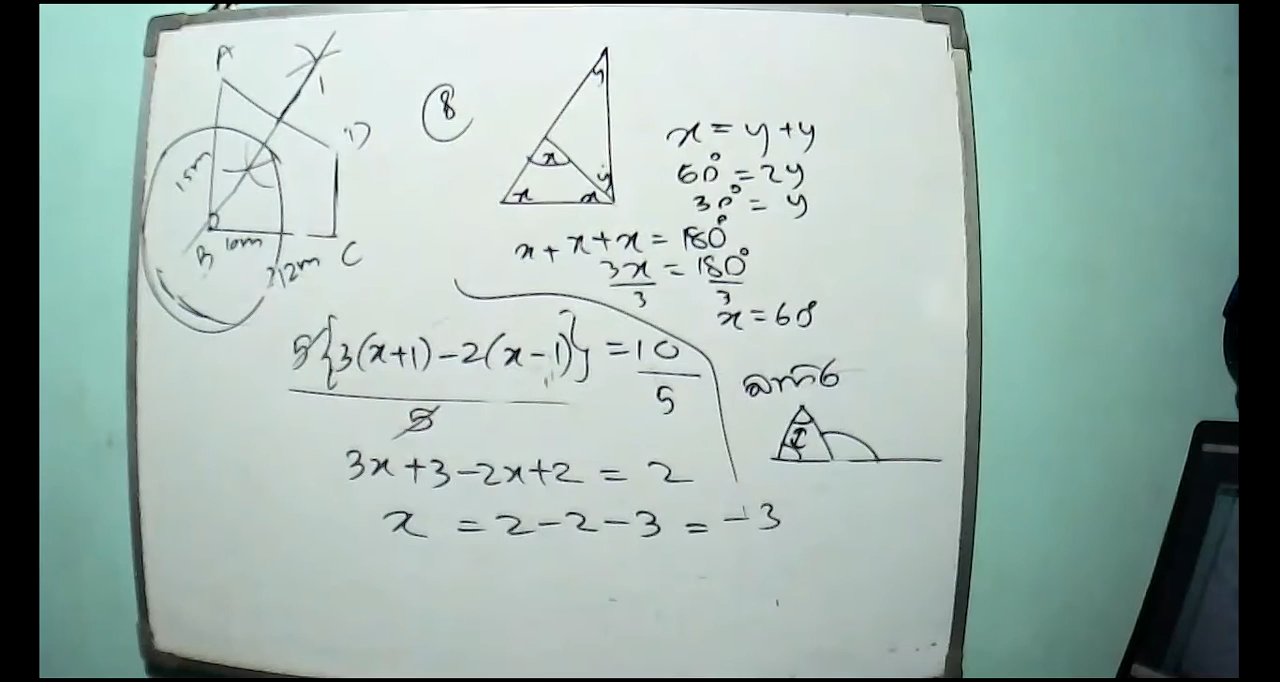 A
D
15m
B
10m
12m
C
8
y
x
y
x
x
x = y + y
60° = 2y
30° = y
x + x + x = 180°
3x/3 = 180°/3
x = 60°
5{3(x+1)-2(x-1)}/5 = 10/5
3x+3-2x+2 = 2
x = 2-2-3 = -3